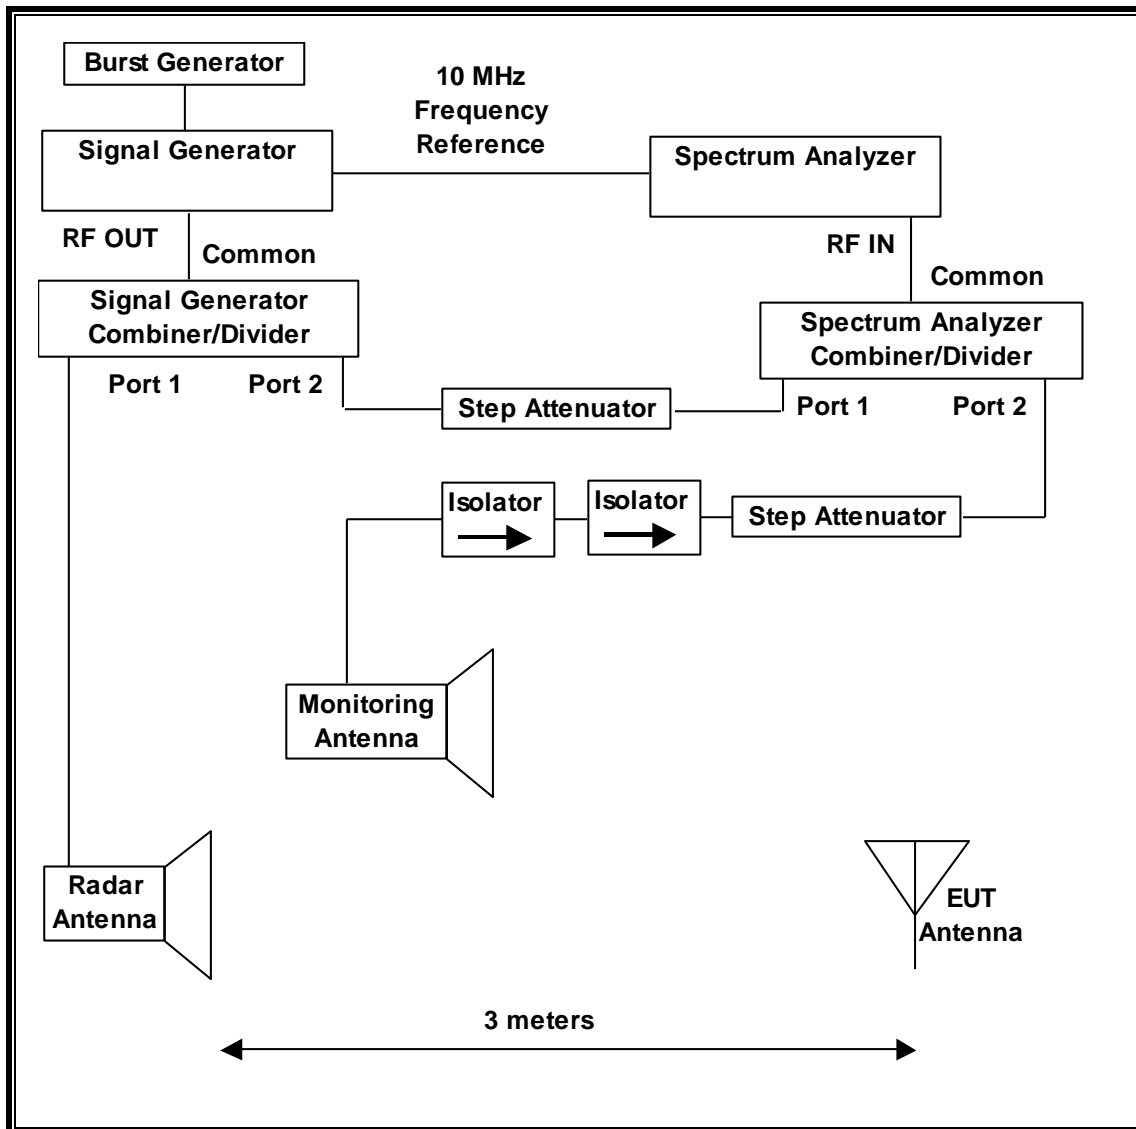 Burst Generator
10 MHz
Frequency
Reference
Signal Generator
Spectrum Analyzer
RF OUT
Common
RF IN
Common
Signal Generator
Combiner/Divider
Spectrum Analyzer
Combiner/Divider
Port 1
Port 2
Step Attenuator
Port 1
Port 2
Isolator
Isolator
Step Attenuator
Monitoring
Antenna
Radar
Antenna
EUT
Antenna
3 meters